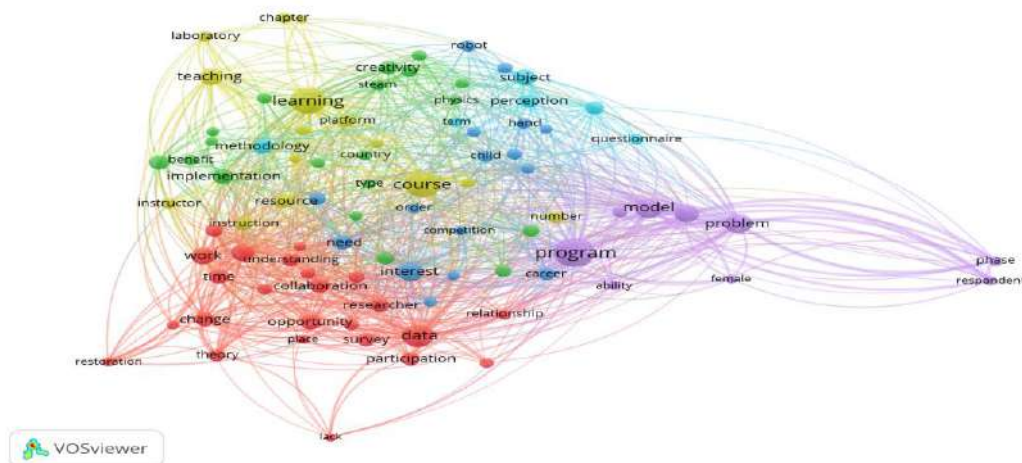 chapter
laboratory
robot
teaching
creativity
subject
steam
learning
physics
perception
platform
term
hand
questionnaire
methodology
country
child
benefit
implementation
type
course
instructor
resource
order
model
number
instruction
problem
need
competition
work
understanding
program
phase
time
interest
career
female
respondent
collaboration
ability
researcher
relationship
change
opportunity
data
place
survey
restoration
theory
participation
lack
VOSviewer